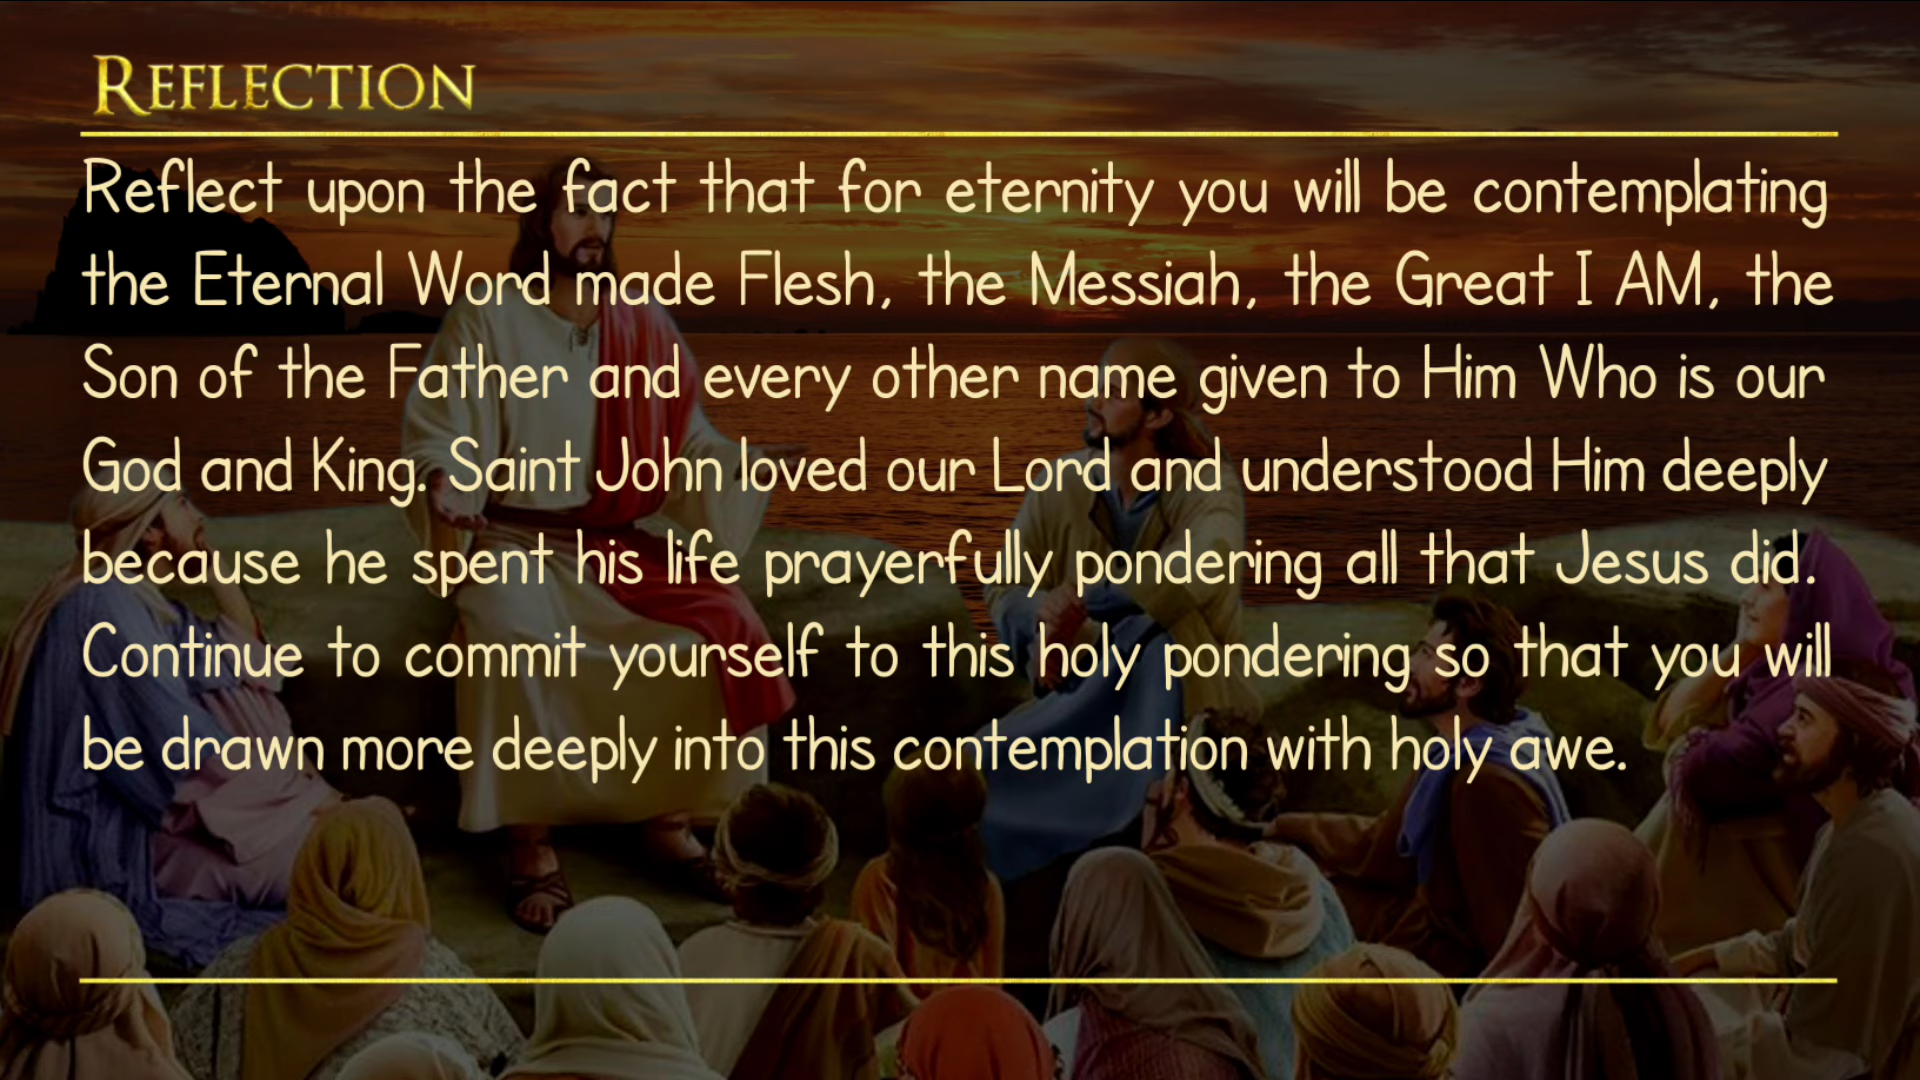 REFLECTION
Reflect upon the fact that for eternity you will be contemplating
the Eternal Word made Flesh, the Messiah, the Great I AM, the
Son of the Father and every other name given to Him Who is our
God and King. Saint John loved our Lord and understood Him deeply
because he spent his life prayerfully pondering all that Jesus did.
Continue to commit yourself to this holy pondering so that you will
be drawn more deeply into this contemplation with holy awe.